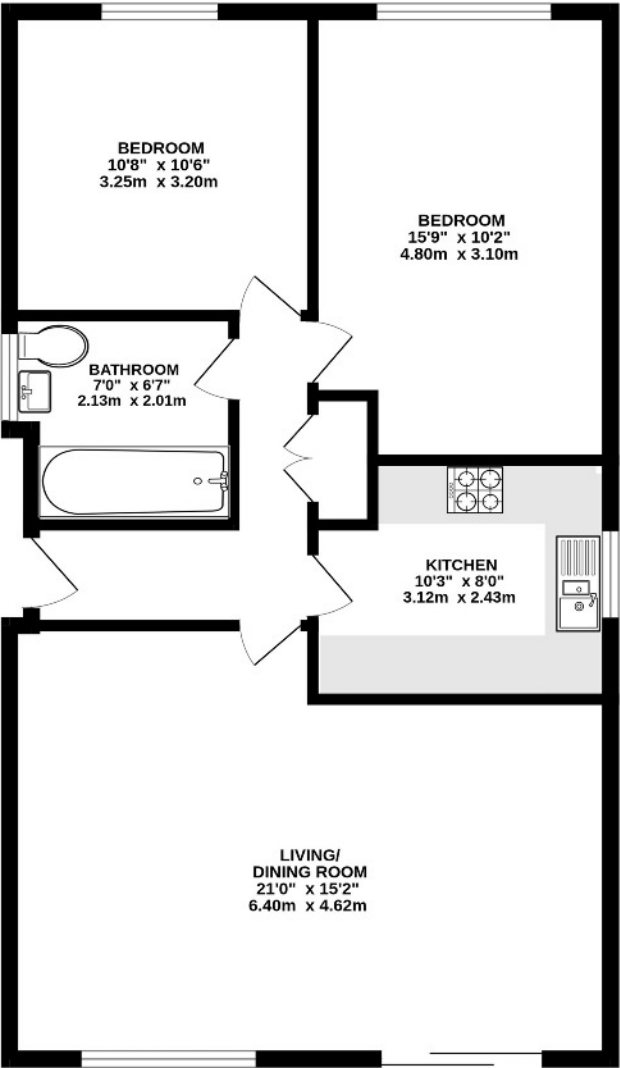 BEDROOM
10'8" x 10'6"
3.25m x 3.20m
BEDROOM
15'9" x 10'2"
4.80m x 3.10m
BATHROOM
7'0" x 6'7"
2.13m x 2.01m
KITCHEN
10'3" x 8'0"
3.12m x 2.43m
LIVING/
DINING ROOM
21'0" x 15'2"
6.40m x 4.62m